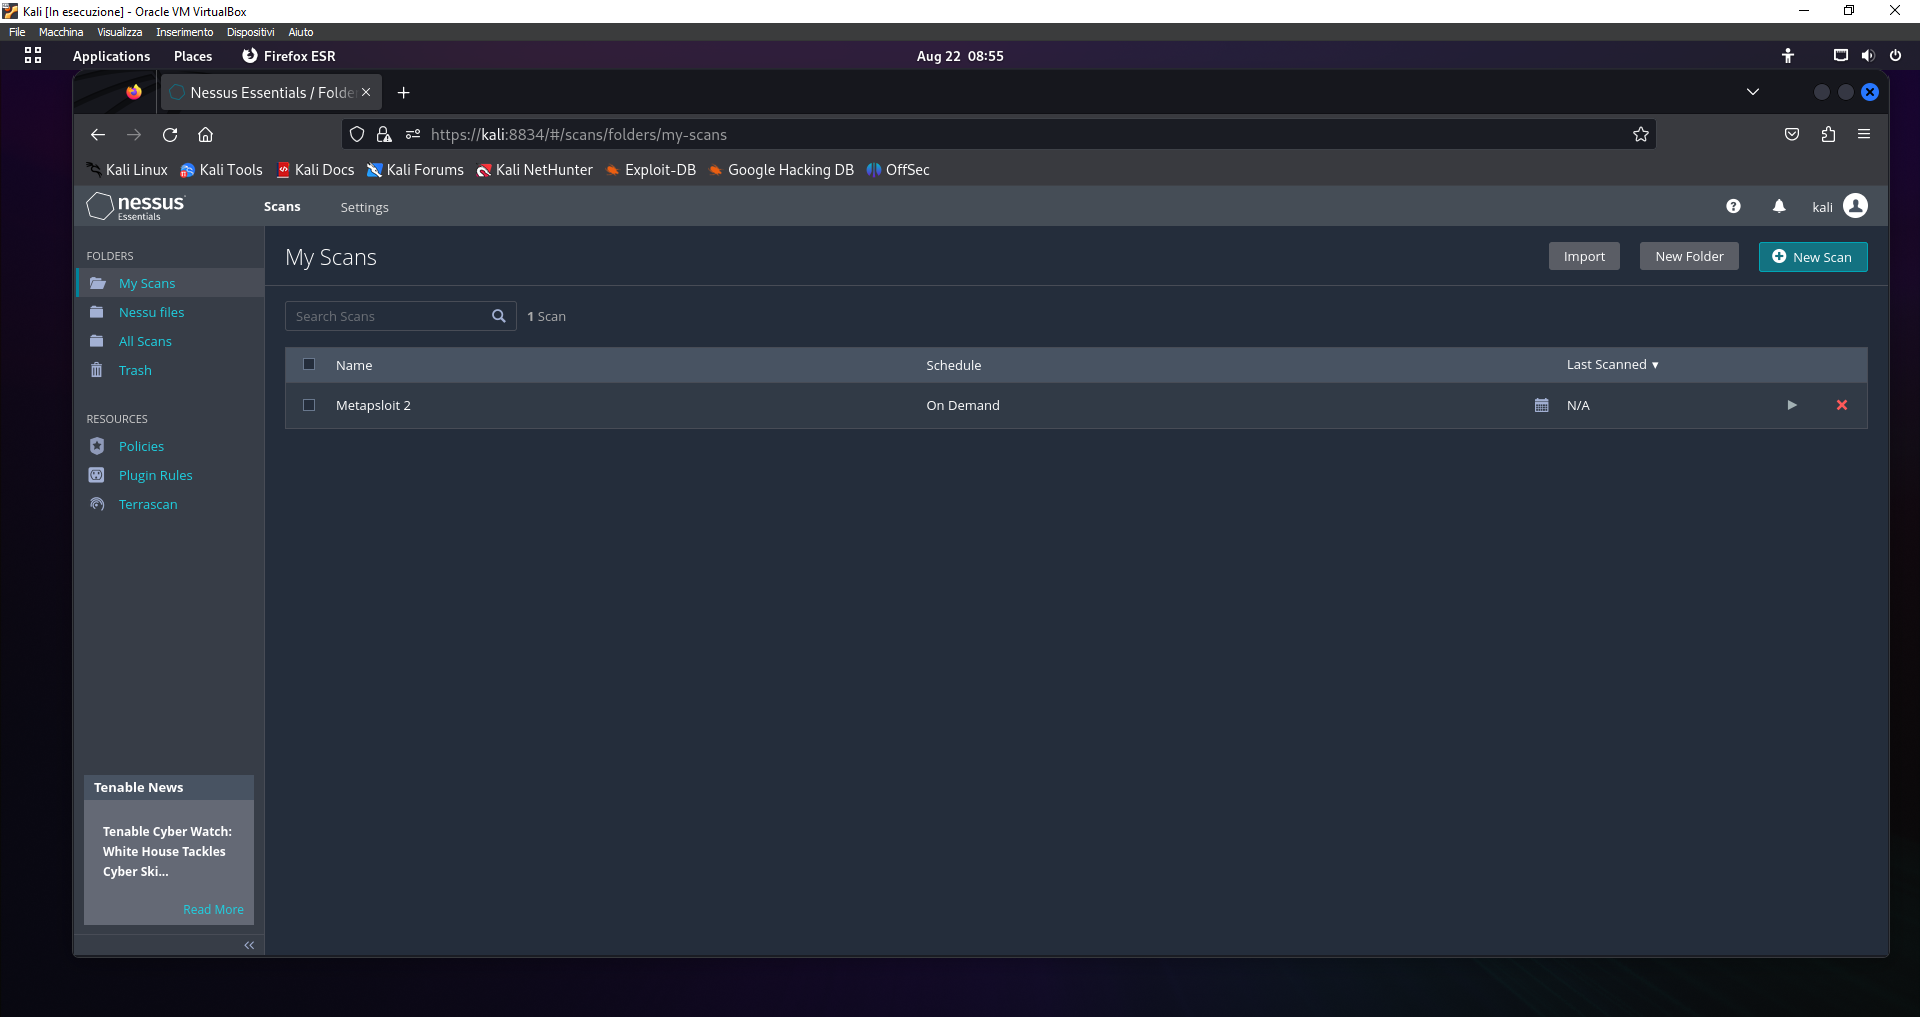 Kali [In esecuzione] - Oracle VM VirtualBox
File Macchina Visualizza Inserimento Dispositivi Aiuto
Applications Places Firefox ESR Aug 22 08:55
Nessus Essentials / Folde
https://kali:8834/#/scans/folders/my-scans
Kali Linux Kali Tools Kali Docs Kali Forums Kali NetHunter Exploit-DB Google Hacking DB OffSec
nessus
Essentials
Scans Settings kali
FOLDERS
My Scans
Nessu files
All Scans
Trash
RESOURCES
Policies
Plugin Rules
Terrascan
Tenable News
Tenable Cyber Watch:
White House Tackles
Cyber Ski...
Read More
My Scans Import New Folder New Scan
Search Scans 1 Scan
Name Schedule Last Scanned
Metapsloit 2 On Demand N/A